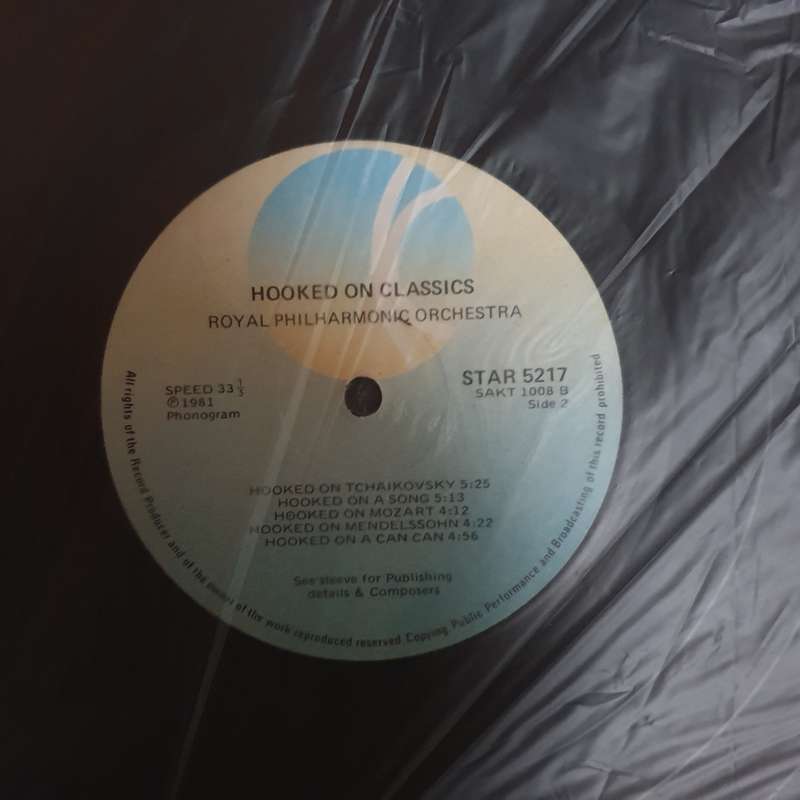 HOOKED ON CLASSICS
ROYAL PHILHARMONIC ORCHESTRA
SPEED 33 1/3
℗1981
Phonogram
STAR 5217
SAKT 1008 B
Side 2
HOOKED ON TCHAIKOVSKY 5:25
HOOKED ON A SONG 5:13
HOOKED ON MOZART 4:12
HOOKED ON MENDELSSOHN 4:22
HOOKED ON A CAN CAN 4:56
See sleeve for Publishing
details & Composers
All rights of the Record Producer and of the owner of the work reproduced reserved. Copying, Public Performance and Broadcasting of this record prohibited